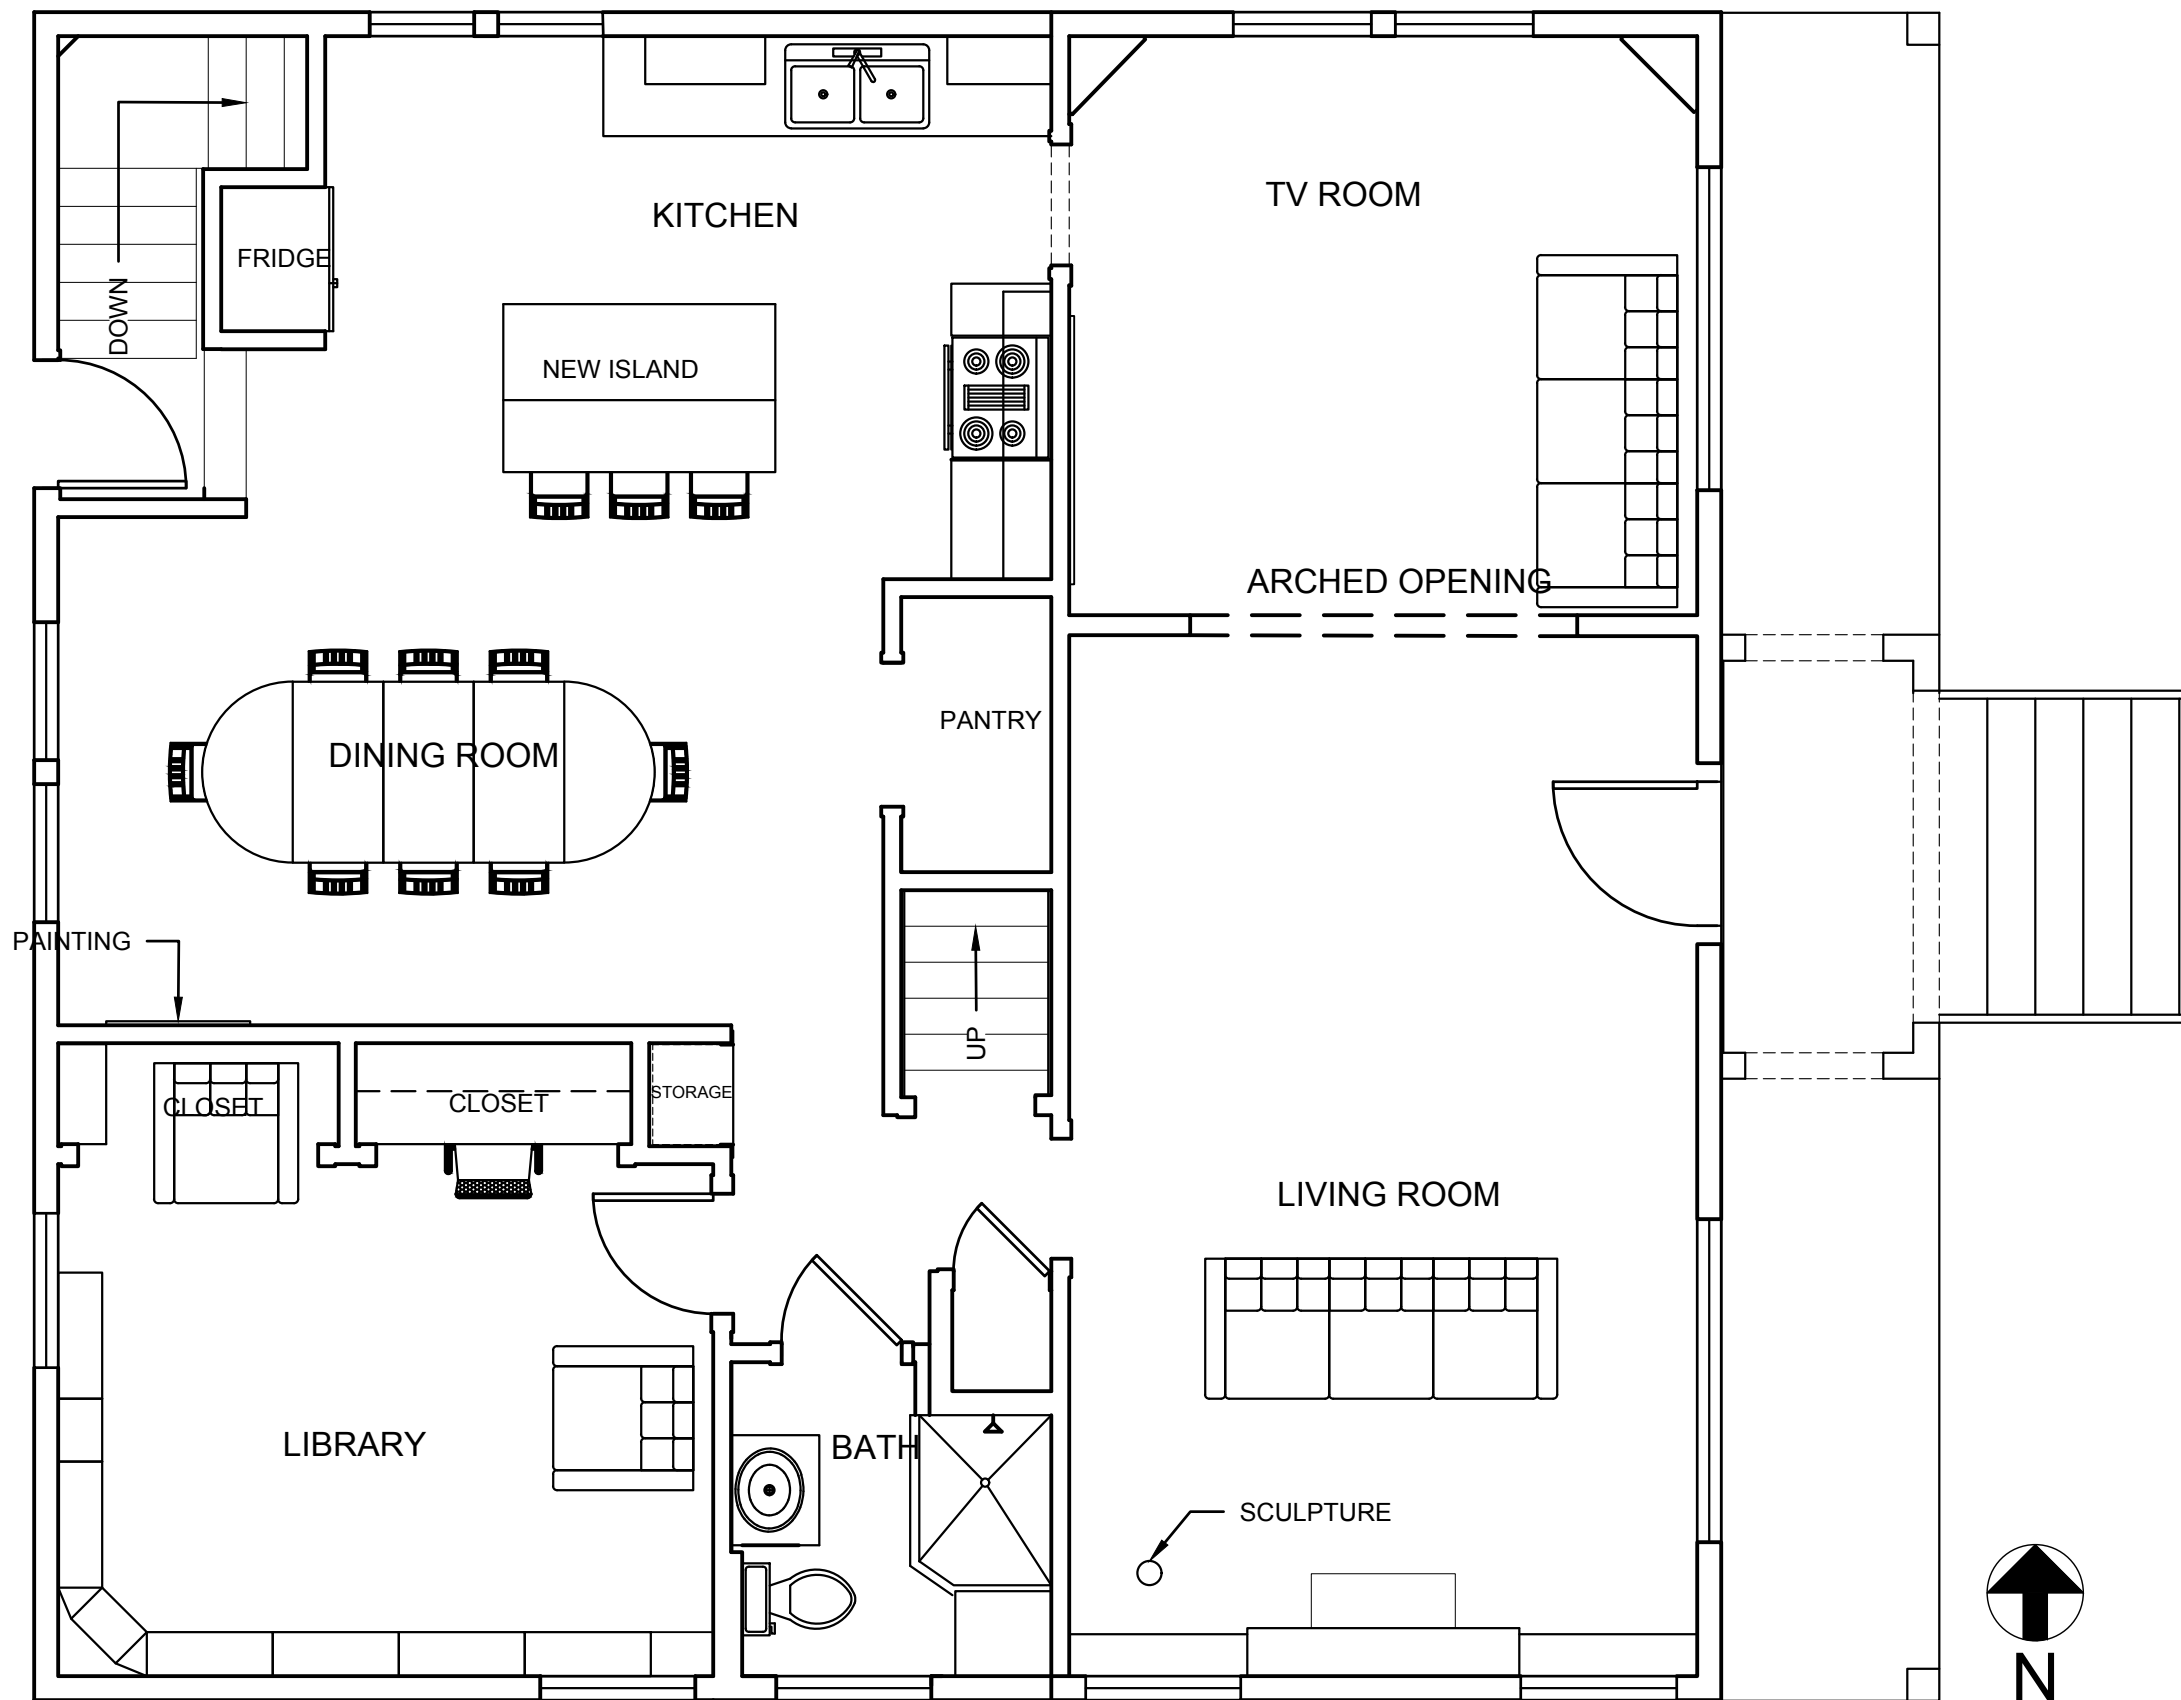 KITCHEN
TV ROOM
FRIDGE
DOWN
NEW ISLAND
ARCHED OPENING
PANTRY
DINING ROOM
PAINTING
UP
CLOSET
CLOSET
STORAGE
LIVING ROOM
LIBRARY
BATH
SCULPTURE
N